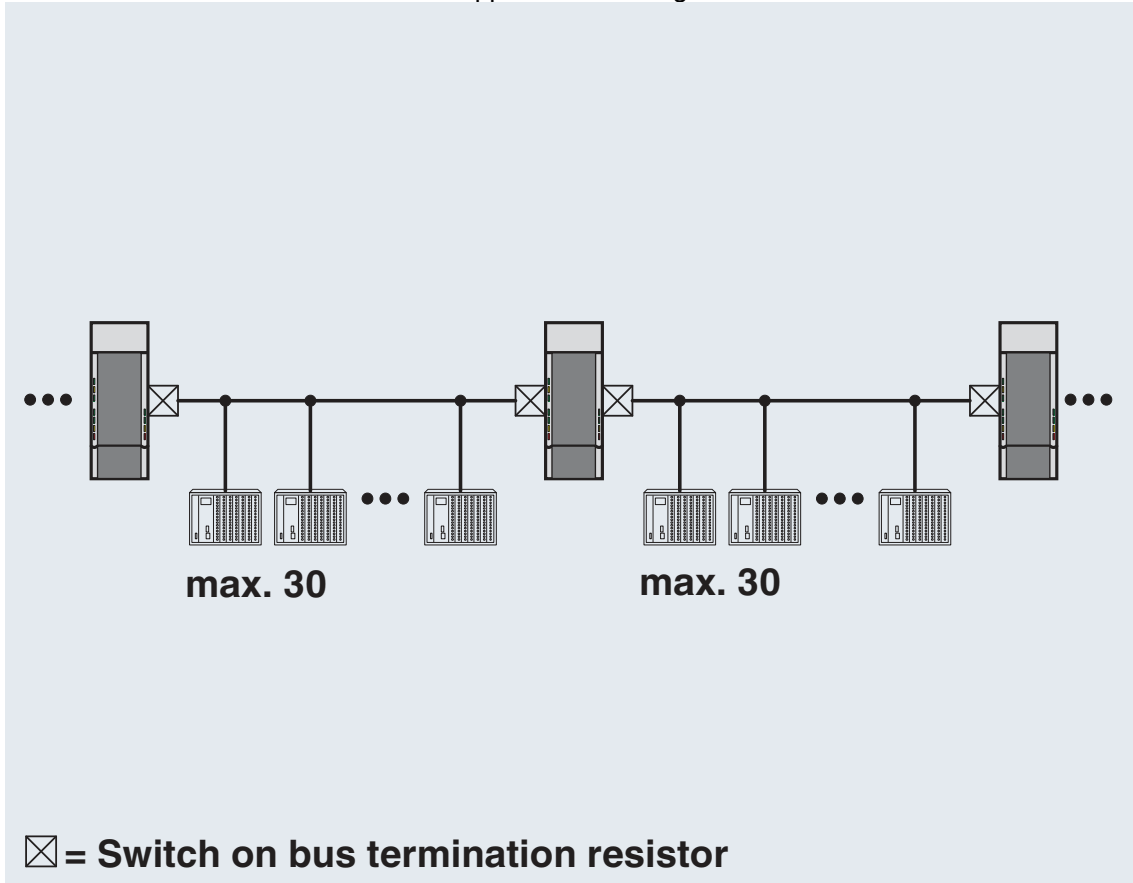 max. 30
max. 30
= Switch on bus termination resistor